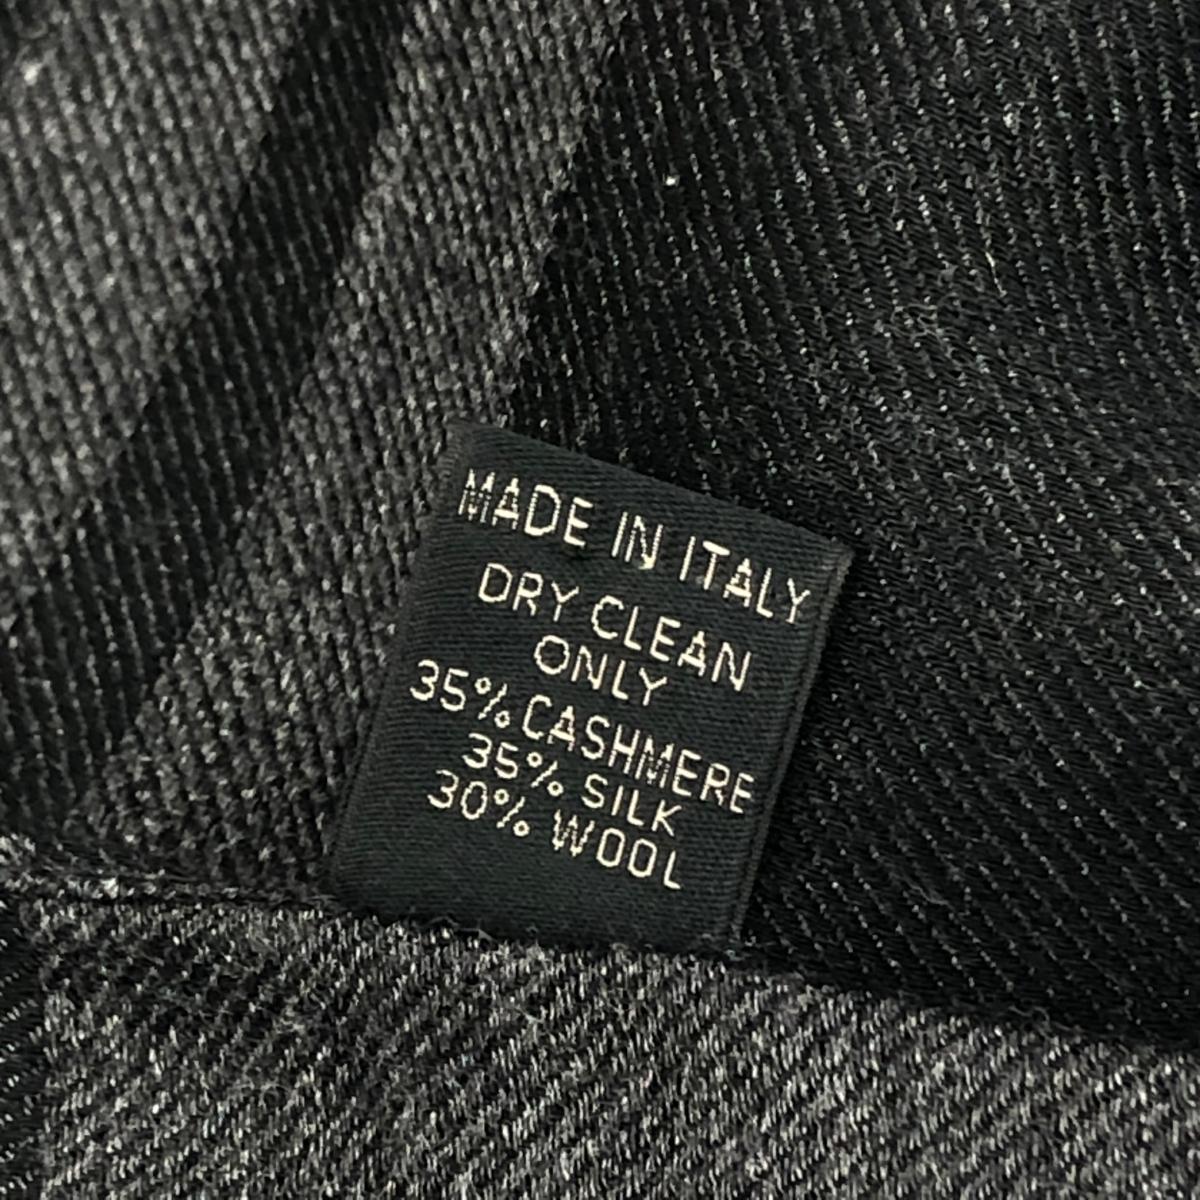 MADE IN ITALY
DRY CLEAN
ONLY
35% CASHMERE
35% SILK
30% WOOL